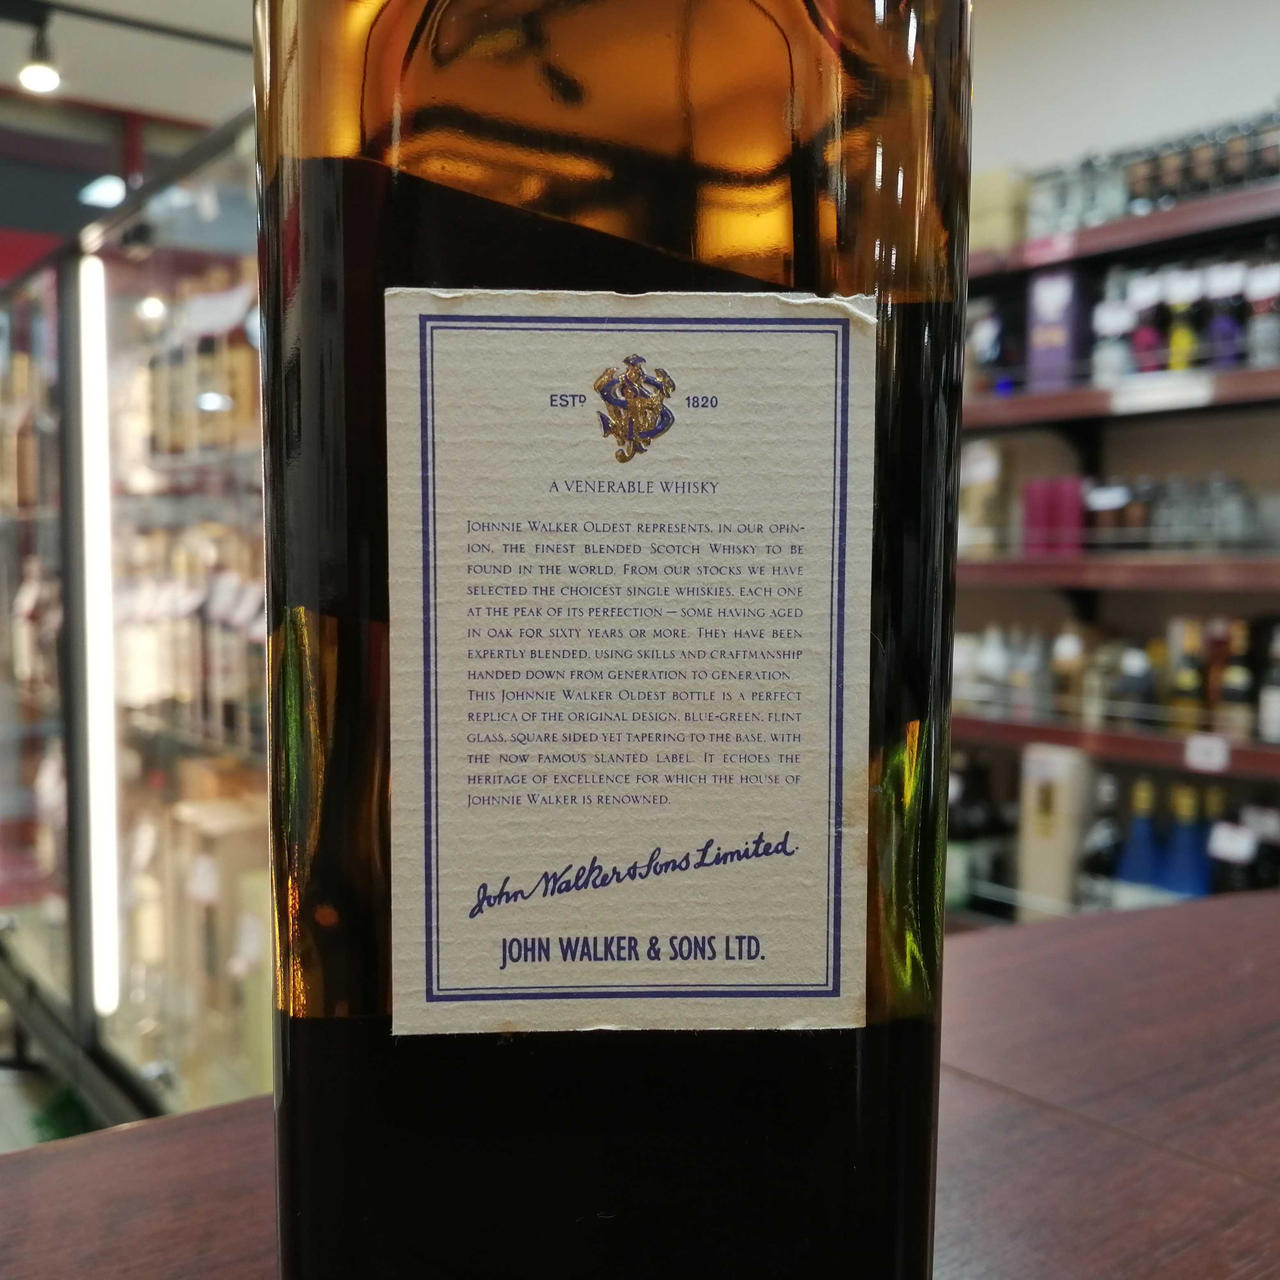 ESTD 1820
A VENERABLE WHISKY
JOHNNIE WALKER OLDEST REPRESENTS, IN OUR OPIN-
ION, THE FINEST BLENDED SCOTCH WHISKY TO BE
FOUND IN THE WORLD. FROM OUR STOCKS WE HAVE
SELECTED THE CHOICEST SINGLE WHISKIES, EACH ONE
AT THE PEAK OF ITS PERFECTION — SOME HAVING AGED
IN OAK FOR SIXTY YEARS OR MORE. THEY HAVE BEEN
EXPERTLY BLENDED, USING SKILLS AND CRAFTMANSHIP
HANDED DOWN FROM GENERATION TO GENERATION.
THIS JOHNNIE WALKER OLDEST BOTTLE IS A PERFECT
REPLICA OF THE ORIGINAL DESIGN, BLUE-GREEN, FLINT
GLASS, SQUARE SIDED YET TAPERING TO THE BASE, WITH
THE NOW FAMOUS SLANTED LABEL. IT ECHOES THE
HERITAGE OF EXCELLENCE FOR WHICH THE HOUSE OF
JOHNNIE WALKER IS RENOWNED.
John Walker & Sons Limited.
JOHN WALKER & SONS LTD.